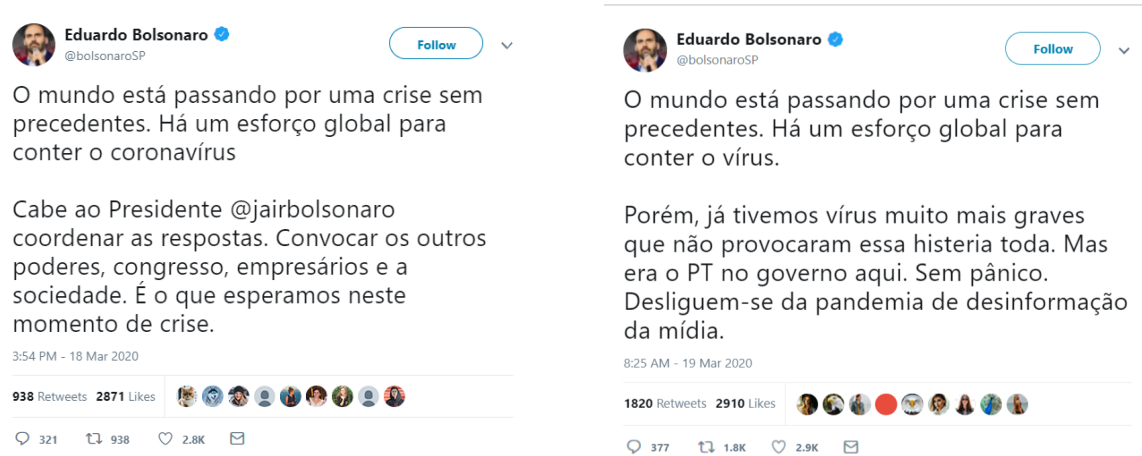 Eduardo Bolsonaro
@bolsonaroSP
Follow
O mundo está passando por uma crise sem
precedentes. Há um esforço global para
conter o coronavírus
Cabe ao Presidente @jairbolsonaro
coordenar as respostas. Convocar os outros
poderes, congresso, empresários e a
sociedade. É o que esperamos neste
momento de crise.
3:54 PM - 18 Mar 2020
938 Retweets 2871 Likes
321 938 2.8K
Eduardo Bolsonaro
@bolsonaroSP
Follow
O mundo está passando por uma crise sem
precedentes. Há um esforço global para
conter o vírus.
Porém, já tivemos vírus muito mais graves
que não provocaram essa histeria toda. Mas
era o PT no governo aqui. Sem pânico.
Desliguem-se da pandemia de desinformação
da mídia.
8:25 AM - 19 Mar 2020
1820 Retweets 2910 Likes
377 1.8K 2.9K